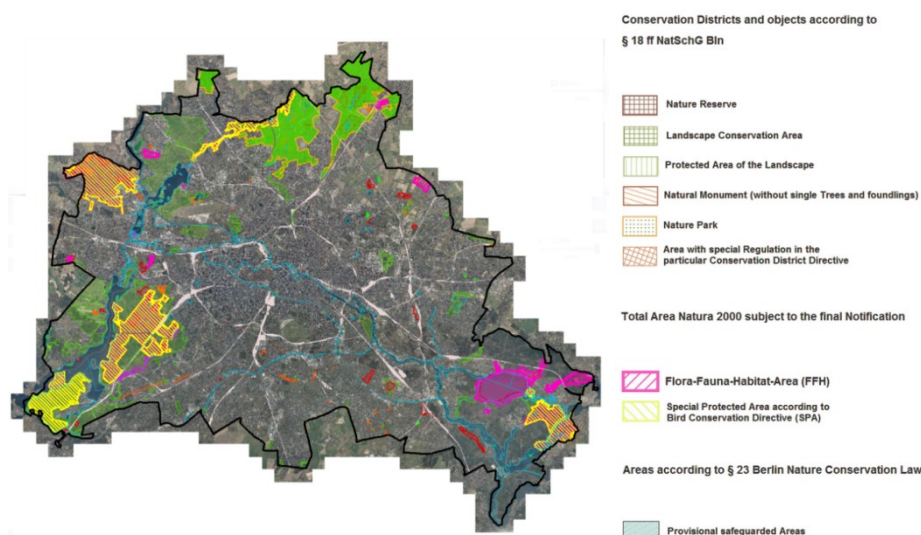 Conservation Districts and objects according to
§ 18 ff NatSchG Bln
Nature Reserve
Landscape Conservation Area
Protected Area of the Landscape
Natural Monument (without single Trees and foundlings)
Nature Park
Area with special Regulation in the
particular Conservation District Directive
Total Area Natura 2000 subject to the final Notification
Flora-Fauna-Habitat-Area (FFH)
Special Protected Area according to
Bird Conservation Directive (SPA)
Areas according to § 23 Berlin Nature Conservation Law
Provisional safeguarded Areas